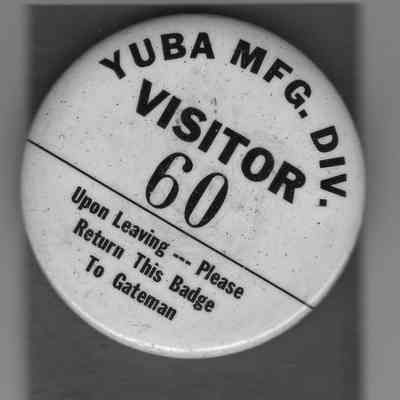 YUBA MFG. DIV.
VISITOR
60
Upon Leaving --- Please
Return This Badge
To Gateman